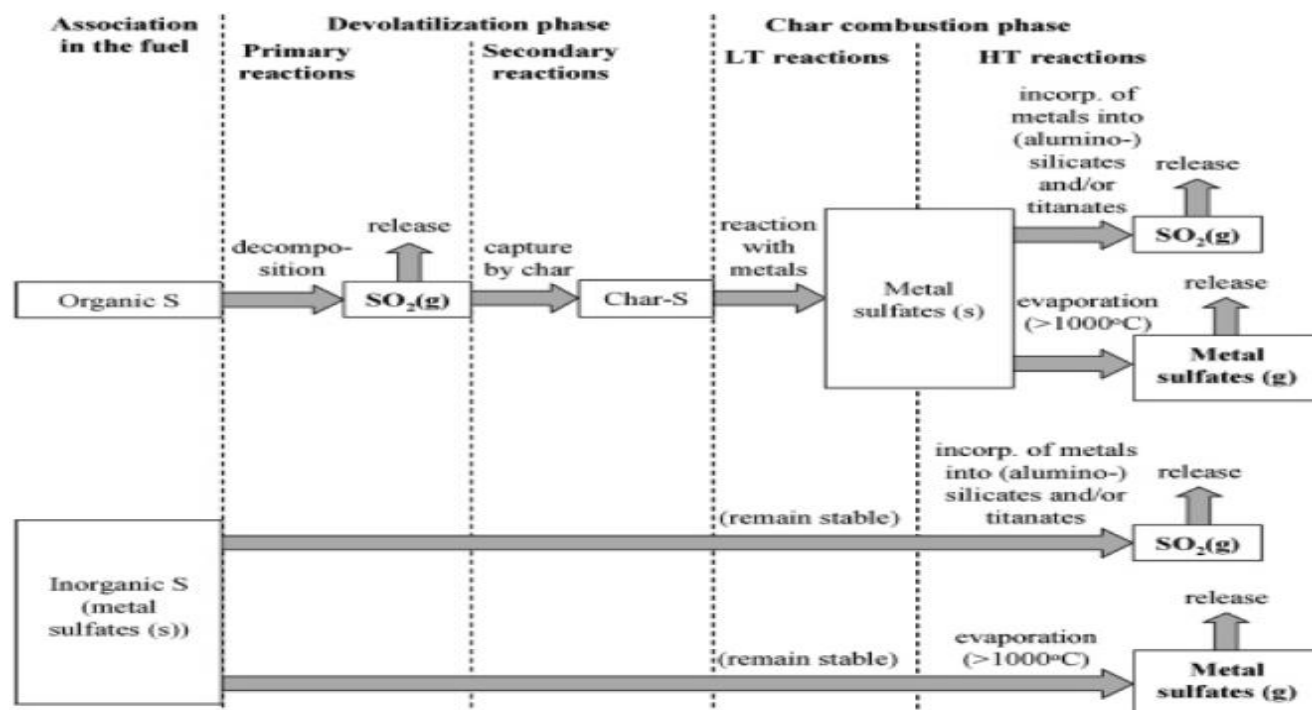 Association
in the fuel
Devolatilization phase
Primary
reactions
Secondary
reactions
Char combustion phase
LT reactions
HT reactions
incorp. of
metals into
(alumino-)
silicates
and/or
titanates
release
SO₂(g)
release
decompo-
sition
capture
by char
reaction
with
metals
Organic S
SO₂(g)
Char-S
Metal
sulfates (s)
evaporation
(>1000°C)
release
Metal
sulfates (g)
incorp. of metals
into (alumino-)
silicates and/or
titanates
release
(remain stable)
SO₂(g)
Inorganic S
(metal
sulfates (s))
release
(remain stable)
evaporation
(>1000°C)
Metal
sulfates (g)